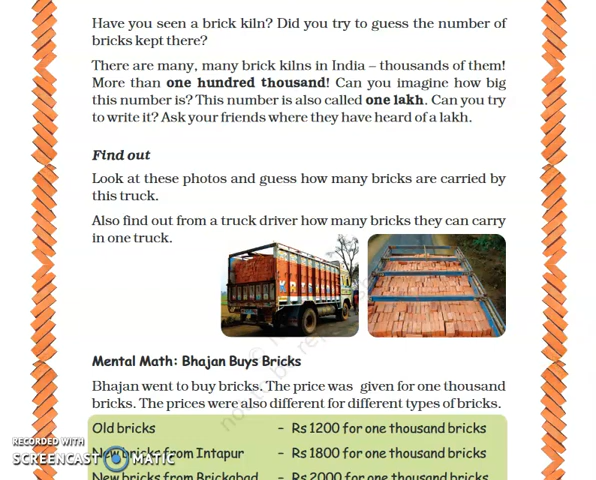 Have you seen a brick kiln? Did you try to guess the number of
bricks kept there?
There are many, many brick kilns in India – thousands of them!
More than one hundred thousand! Can you imagine how big
this number is? This number is also called one lakh. Can you try
to write it? Ask your friends where they have heard of a lakh.
Find out
Look at these photos and guess how many bricks are carried by
this truck.
Also find out from a truck driver how many bricks they can carry
in one truck.
Mental Math: Bhajan Buys Bricks
Bhajan went to buy bricks. The price was given for one thousand
bricks. The prices were also different for different types of bricks.
Old bricks – Rs 1200 for one thousand bricks
New bricks from Intapur – Rs 1800 for one thousand bricks
New bricks from Brickabad – Rs 2000 for one thousand bricks
RECORDED WITH
SCREENCAST MATIC